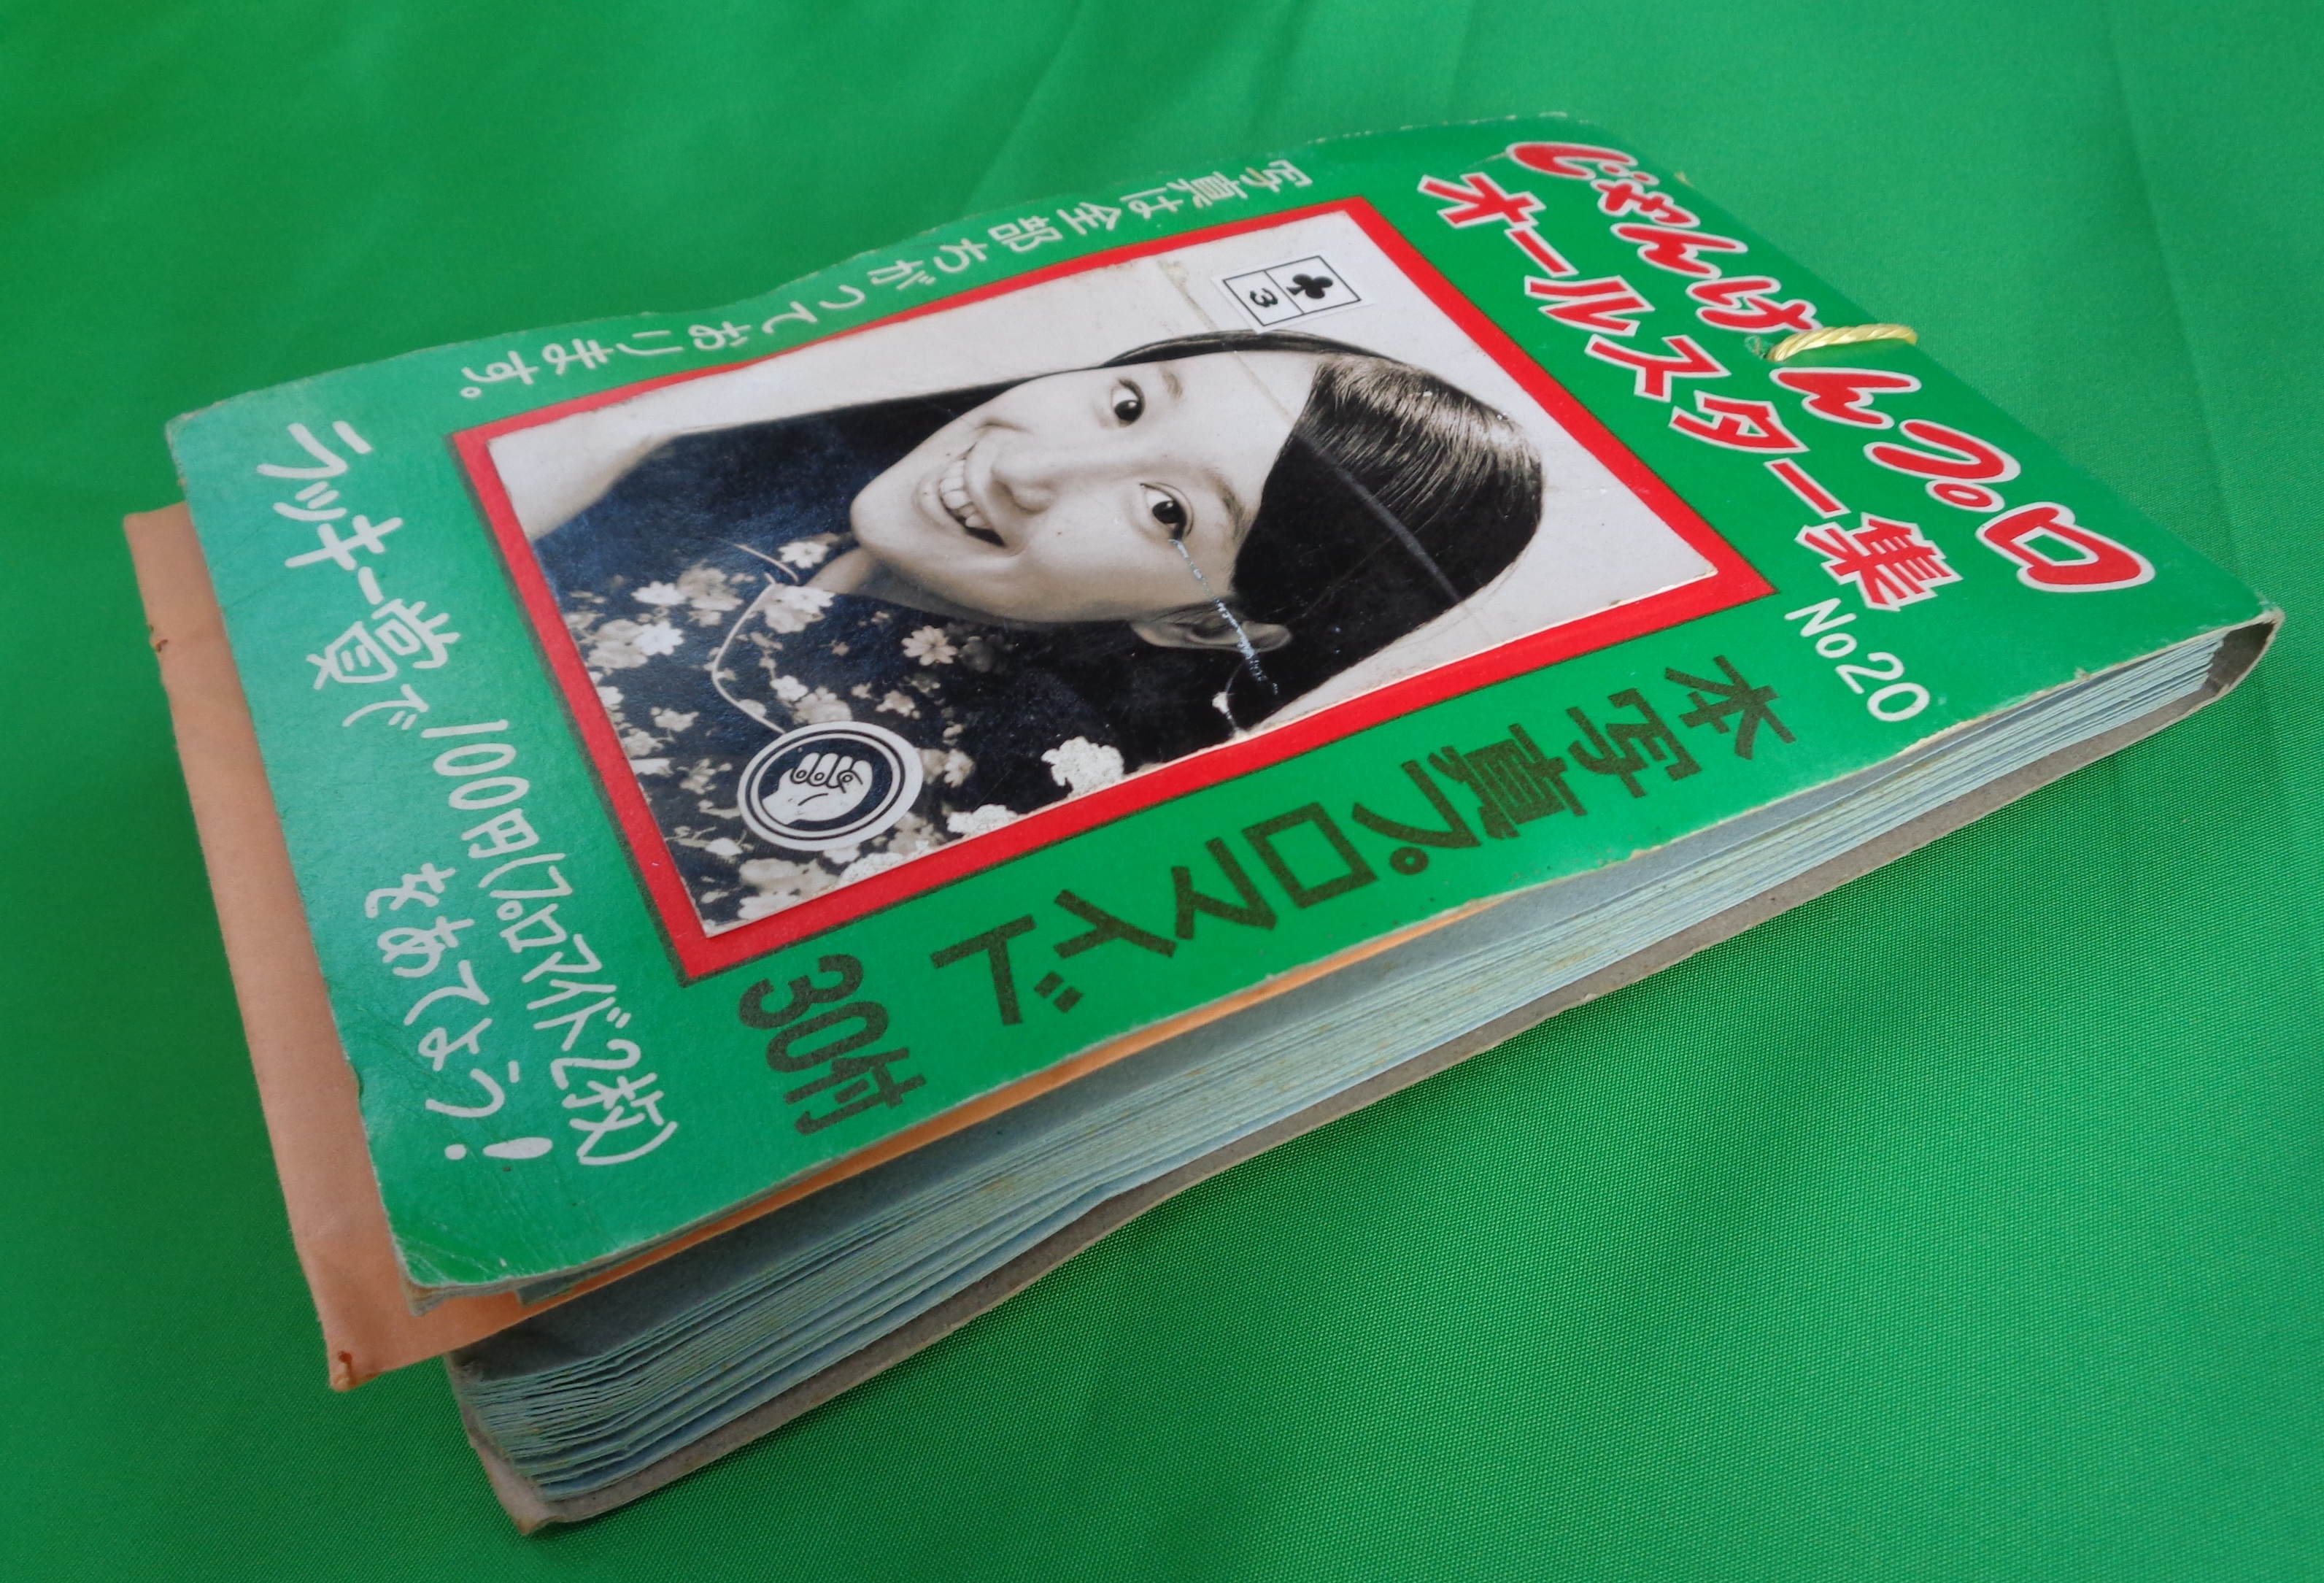 じゃんけんプロ
オールスター集
No20
写真は全部ちがっております。
♣3
本写真プロマイド
30付
ラッキー賞で100円(プロマイド2枚)
をあてよう!